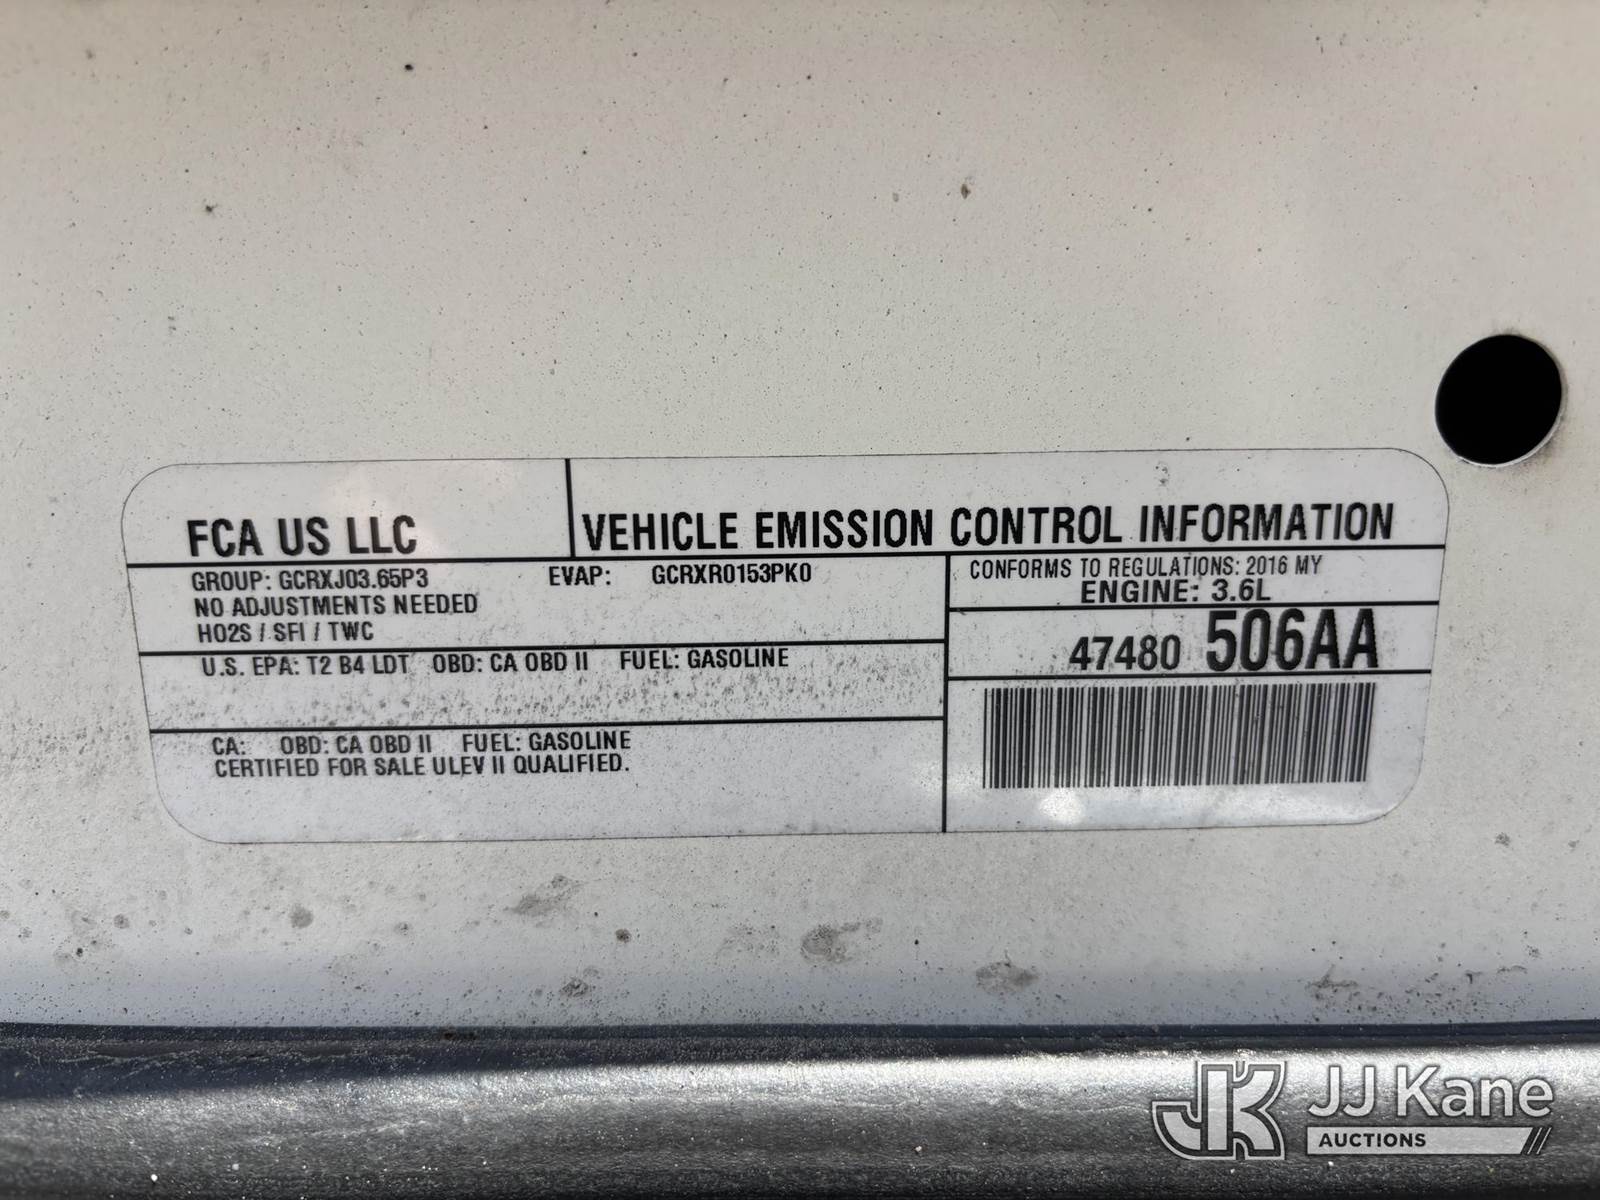 FCA US LLC
VEHICLE EMISSION CONTROL INFORMATION
GROUP: GCRXJ03.65P3 EVAP: GCRXR0153PK0
NO ADJUSTMENTS NEEDED
HO2S / SFI / TWC
U.S. EPA: T2 B4 LDT OBD: CA OBD II FUEL: GASOLINE
CA: OBD: CA OBD II FUEL: GASOLINE
CERTIFIED FOR SALE ULEV II QUALIFIED.
CONFORMS TO REGULATIONS: 2016 MY
ENGINE: 3.6L
47480 506AA
JK JJ Kane
AUCTIONS